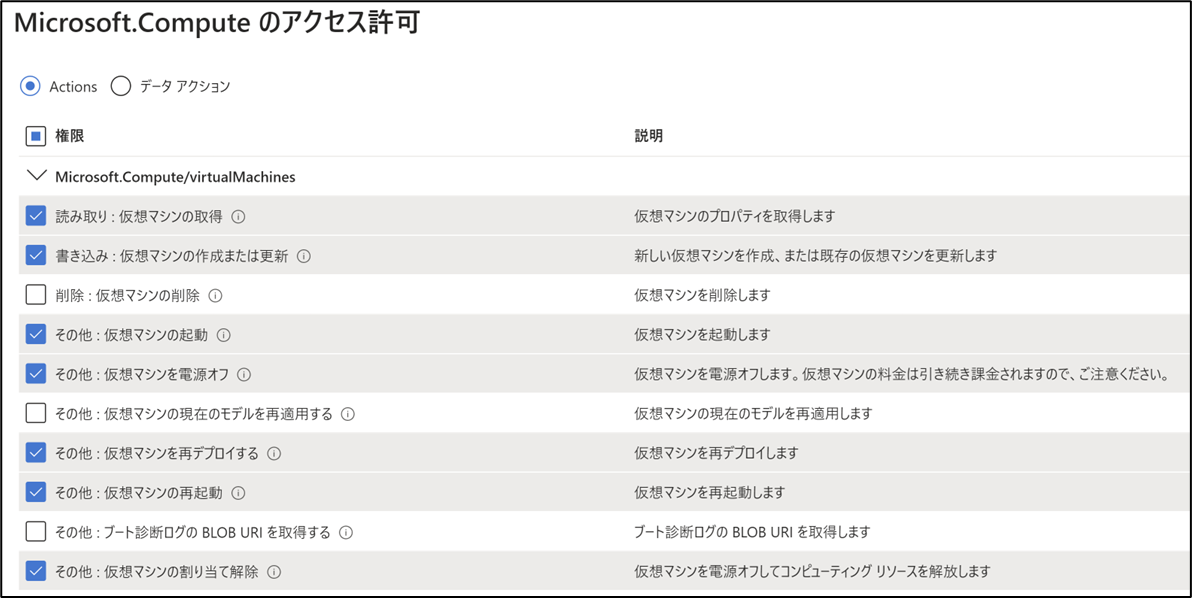 Microsoft.Compute のアクセス許可
Actions データ アクション
権限 説明
Microsoft.Compute/virtualMachines
読み取り : 仮想マシンの取得 仮想マシンのプロパティを取得します
書き込み : 仮想マシンの作成または更新 新しい仮想マシンを作成、または既存の仮想マシンを更新します
削除 : 仮想マシンの削除 仮想マシンを削除します
その他 : 仮想マシンの起動 仮想マシンを起動します
その他 : 仮想マシンを電源オフ 仮想マシンを電源オフします。仮想マシンの料金は引き続き課金されますので、ご注意ください。
その他 : 仮想マシンの現在のモデルを再適用する 仮想マシンの現在のモデルを再適用します
その他 : 仮想マシンを再デプロイする 仮想マシンを再デプロイします
その他 : 仮想マシンの再起動 仮想マシンを再起動します
その他 : ブート診断ログの BLOB URI を取得する ブート診断ログの BLOB URI を取得します
その他 : 仮想マシンの割り当て解除 仮想マシンを電源オフしてコンピューティング リソースを解放します